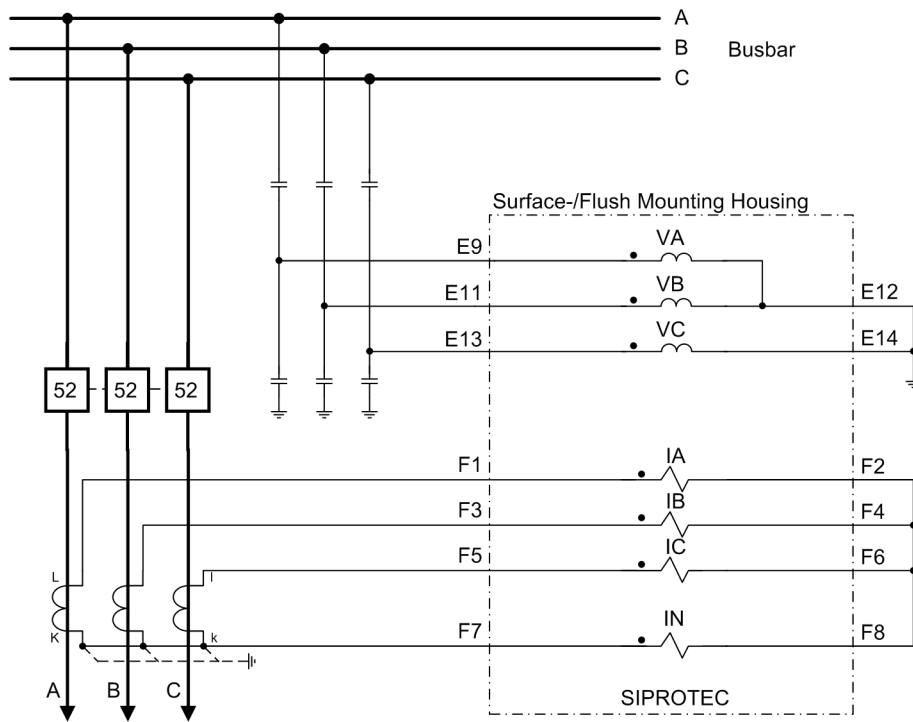 A
B Busbar
C
Surface-/Flush Mounting Housing
E9 VA
E11 VB E12
E13 VC E14
52 52 52
F1 IA F2
F3 IB F4
F5 IC F6
L l
K k
F7 IN F8
A B C
SIPROTEC